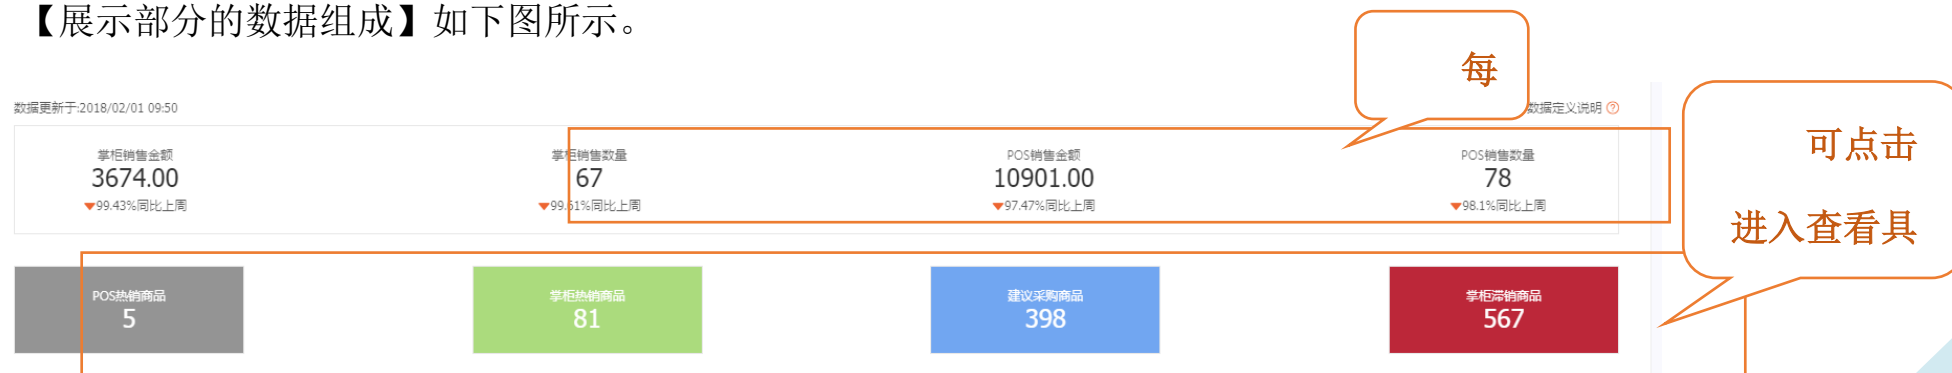 【展示部分的数据组成】如下图所示。
每
数据更新于:2018/02/01 09:50
数据定义说明
可点击
进入查看具
掌柜销售金额
3674.00
99.43%同比上周
掌柜销售数量
67
99.61%同比上周
POS销售金额
10901.00
97.47%同比上周
POS销售数量
78
98.1%同比上周
POS热销商品
5
掌柜热销商品
81
建议采购商品
398
掌柜滞销商品
567